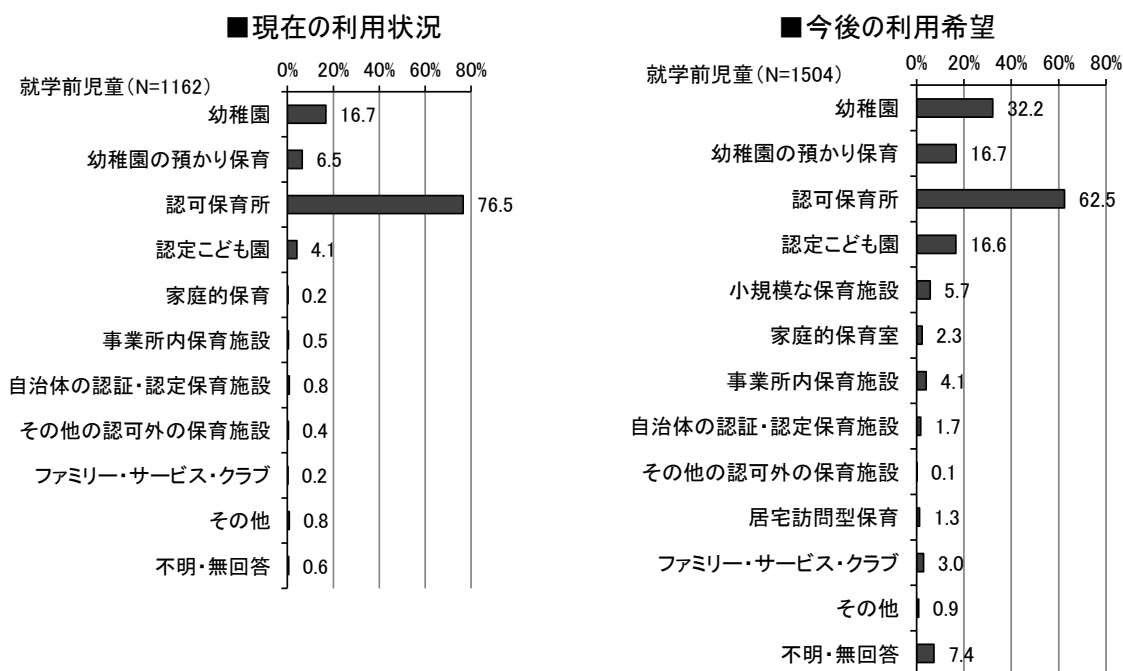 ■現在の利用状況
0% 20% 40% 60% 80%
就学前児童(N=1162)
幼稚園 16.7
幼稚園の預かり保育 6.5
認可保育所 76.5
認定こども園 4.1
家庭的保育 0.2
事業所内保育施設 0.5
自治体の認証・認定保育施設 0.8
その他の認可外の保育施設 0.4
ファミリー・サービス・クラブ 0.2
その他 0.8
不明・無回答 0.6
■今後の利用希望
0% 20% 40% 60% 80%
就学前児童(N=1504)
幼稚園 32.2
幼稚園の預かり保育 16.7
認可保育所 62.5
認定こども園 16.6
小規模な保育施設 5.7
家庭的保育室 2.3
事業所内保育施設 4.1
自治体の認証・認定保育施設 1.7
その他の認可外の保育施設 0.1
居宅訪問型保育 1.3
ファミリー・サービス・クラブ 3.0
その他 0.9
不明・無回答 7.4